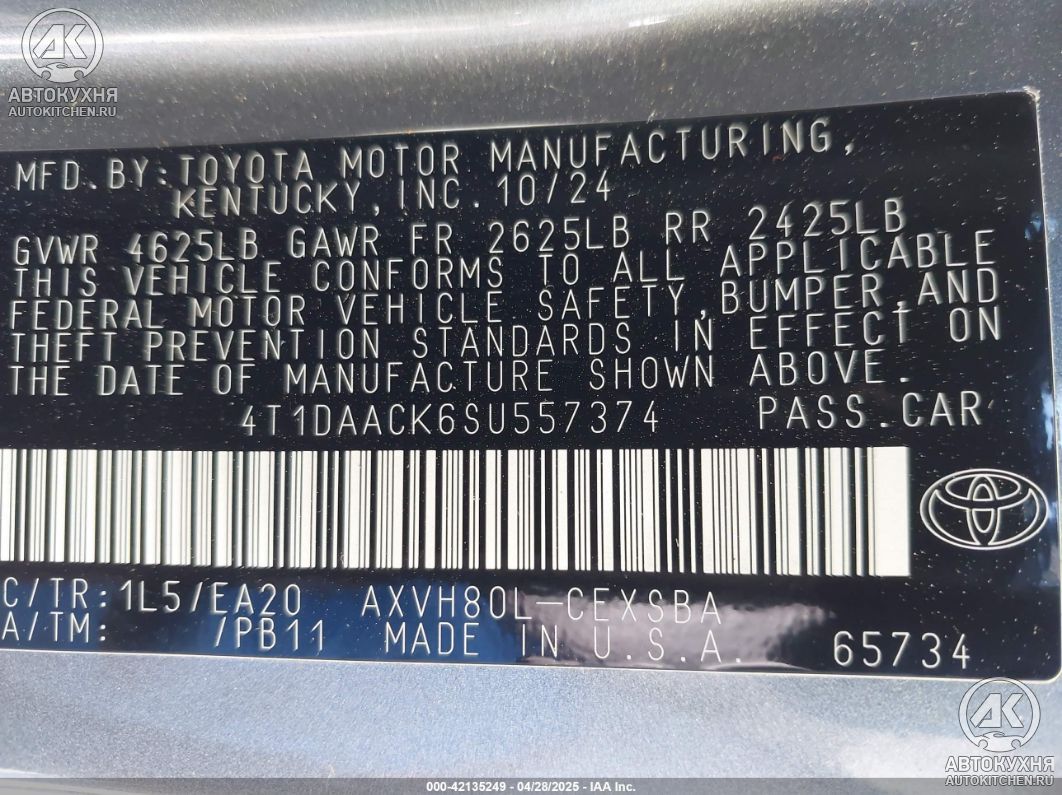 AK
АВТОКУХНЯ
AUTOKITCHEN.RU
MFD.BY:TOYOTA MOTOR MANUFACTURING,
KENTUCKY,INC.10/24
GVWR 4625LB GAWR FR 2625LB RR 2425LB
THIS VEHICLE CONFORMS TO ALL APPLICABLE
FEDERAL MOTOR VEHICLE SAFETY,BUMPER,AND
THEFT PREVENTION STANDARDS IN EFFECT ON
THE DATE OF MANUFACTURE SHOWN ABOVE.
4T1DAACK6SU557374 PASS.CAR
C/TR:1L5/EA20 AXVH80L-CEXSBA
A/TM: /PB11 MADE IN U.S.A. 65734
AK
АВТОКУХНЯ
AUTOKITCHEN.RU
000-42135249 - 04/28/2025 - IAA Inc.